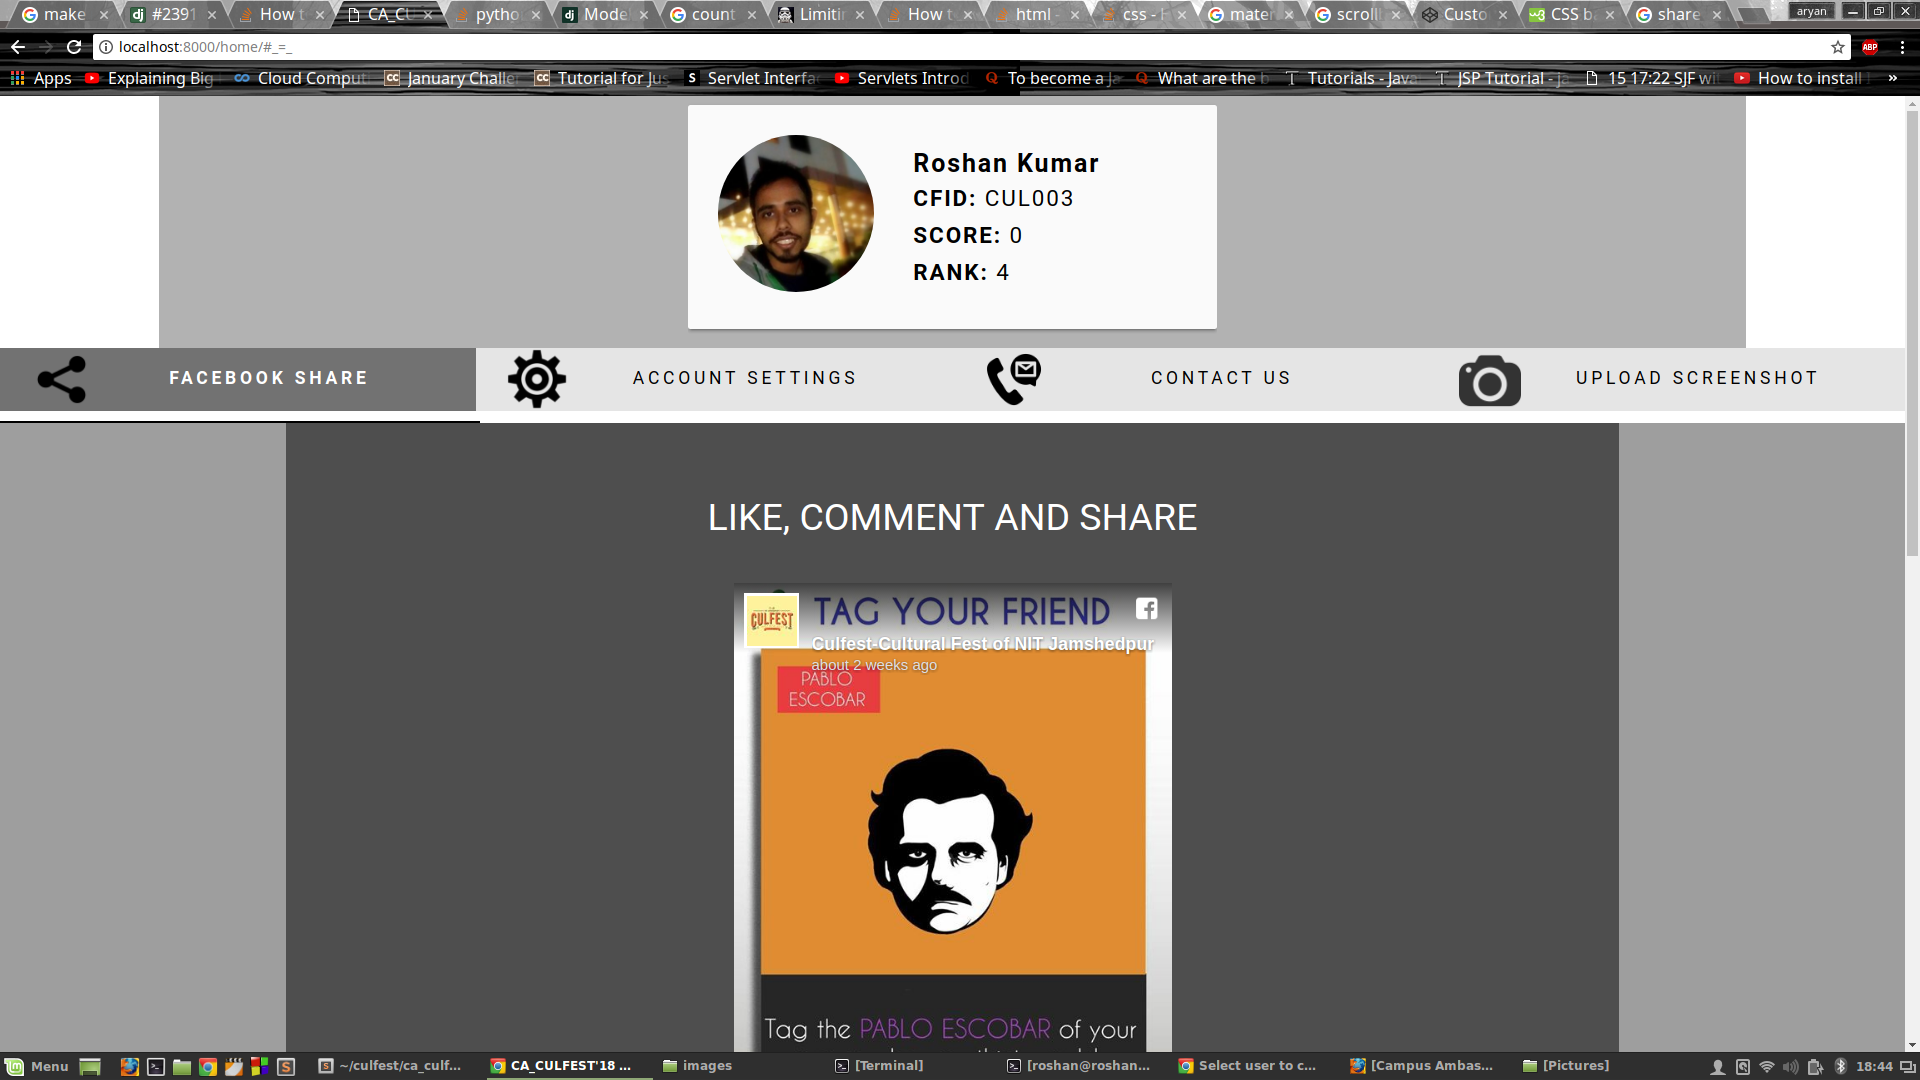 make
#2391
How t
CA_CU
pytho
Mode
count
Limitin
How t
html -
css - H
mater
scroll
Custo
CSS b
share
aryan
localhost:8000/home/#_=_
ABP
Apps
Explaining Big
Cloud Comput
January Challe
Tutorial for Jus
Servlet Interfa
Servlets Introd
To become a Ja
What are the b
Tutorials - Java
JSP Tutorial - ja
15 17:22 SJF wi
How to install
»
Roshan Kumar
CFID: CUL003
SCORE: 0
RANK: 4
FACEBOOK SHARE
ACCOUNT SETTINGS
CONTACT US
UPLOAD SCREENSHOT
LIKE, COMMENT AND SHARE
CULFEST
TAG YOUR FRIEND
Culfest-Cultural Fest of NIT Jamshedpur
about 2 weeks ago
PABLO
ESCOBAR
Tag the PABLO ESCOBAR of your
Menu
~/culfest/ca_culf...
CA_CULFEST'18 ...
images
[Terminal]
[roshan@roshan...
Select user to c...
[Campus Ambas...
[Pictures]
18:44